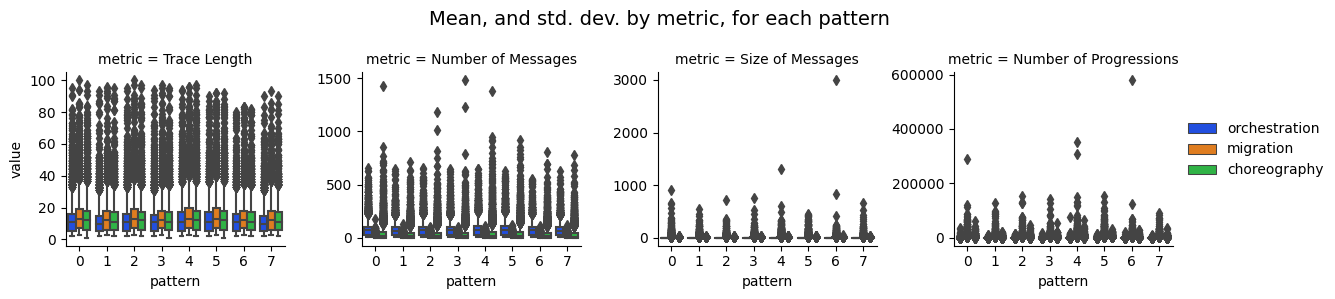 Mean, and std. dev. by metric, for each pattern
metric = Trace Length
100
80
60
40
20
0
value
0 1 2 3 4 5 6 7
pattern
metric = Number of Messages
1500
1000
500
0
0 1 2 3 4 5 6 7
pattern
metric = Size of Messages
3000
2000
1000
0
0 1 2 3 4 5 6 7
pattern
metric = Number of Progressions
600000
400000
200000
0
0 1 2 3 4 5 6 7
pattern
orchestration
migration
choreography